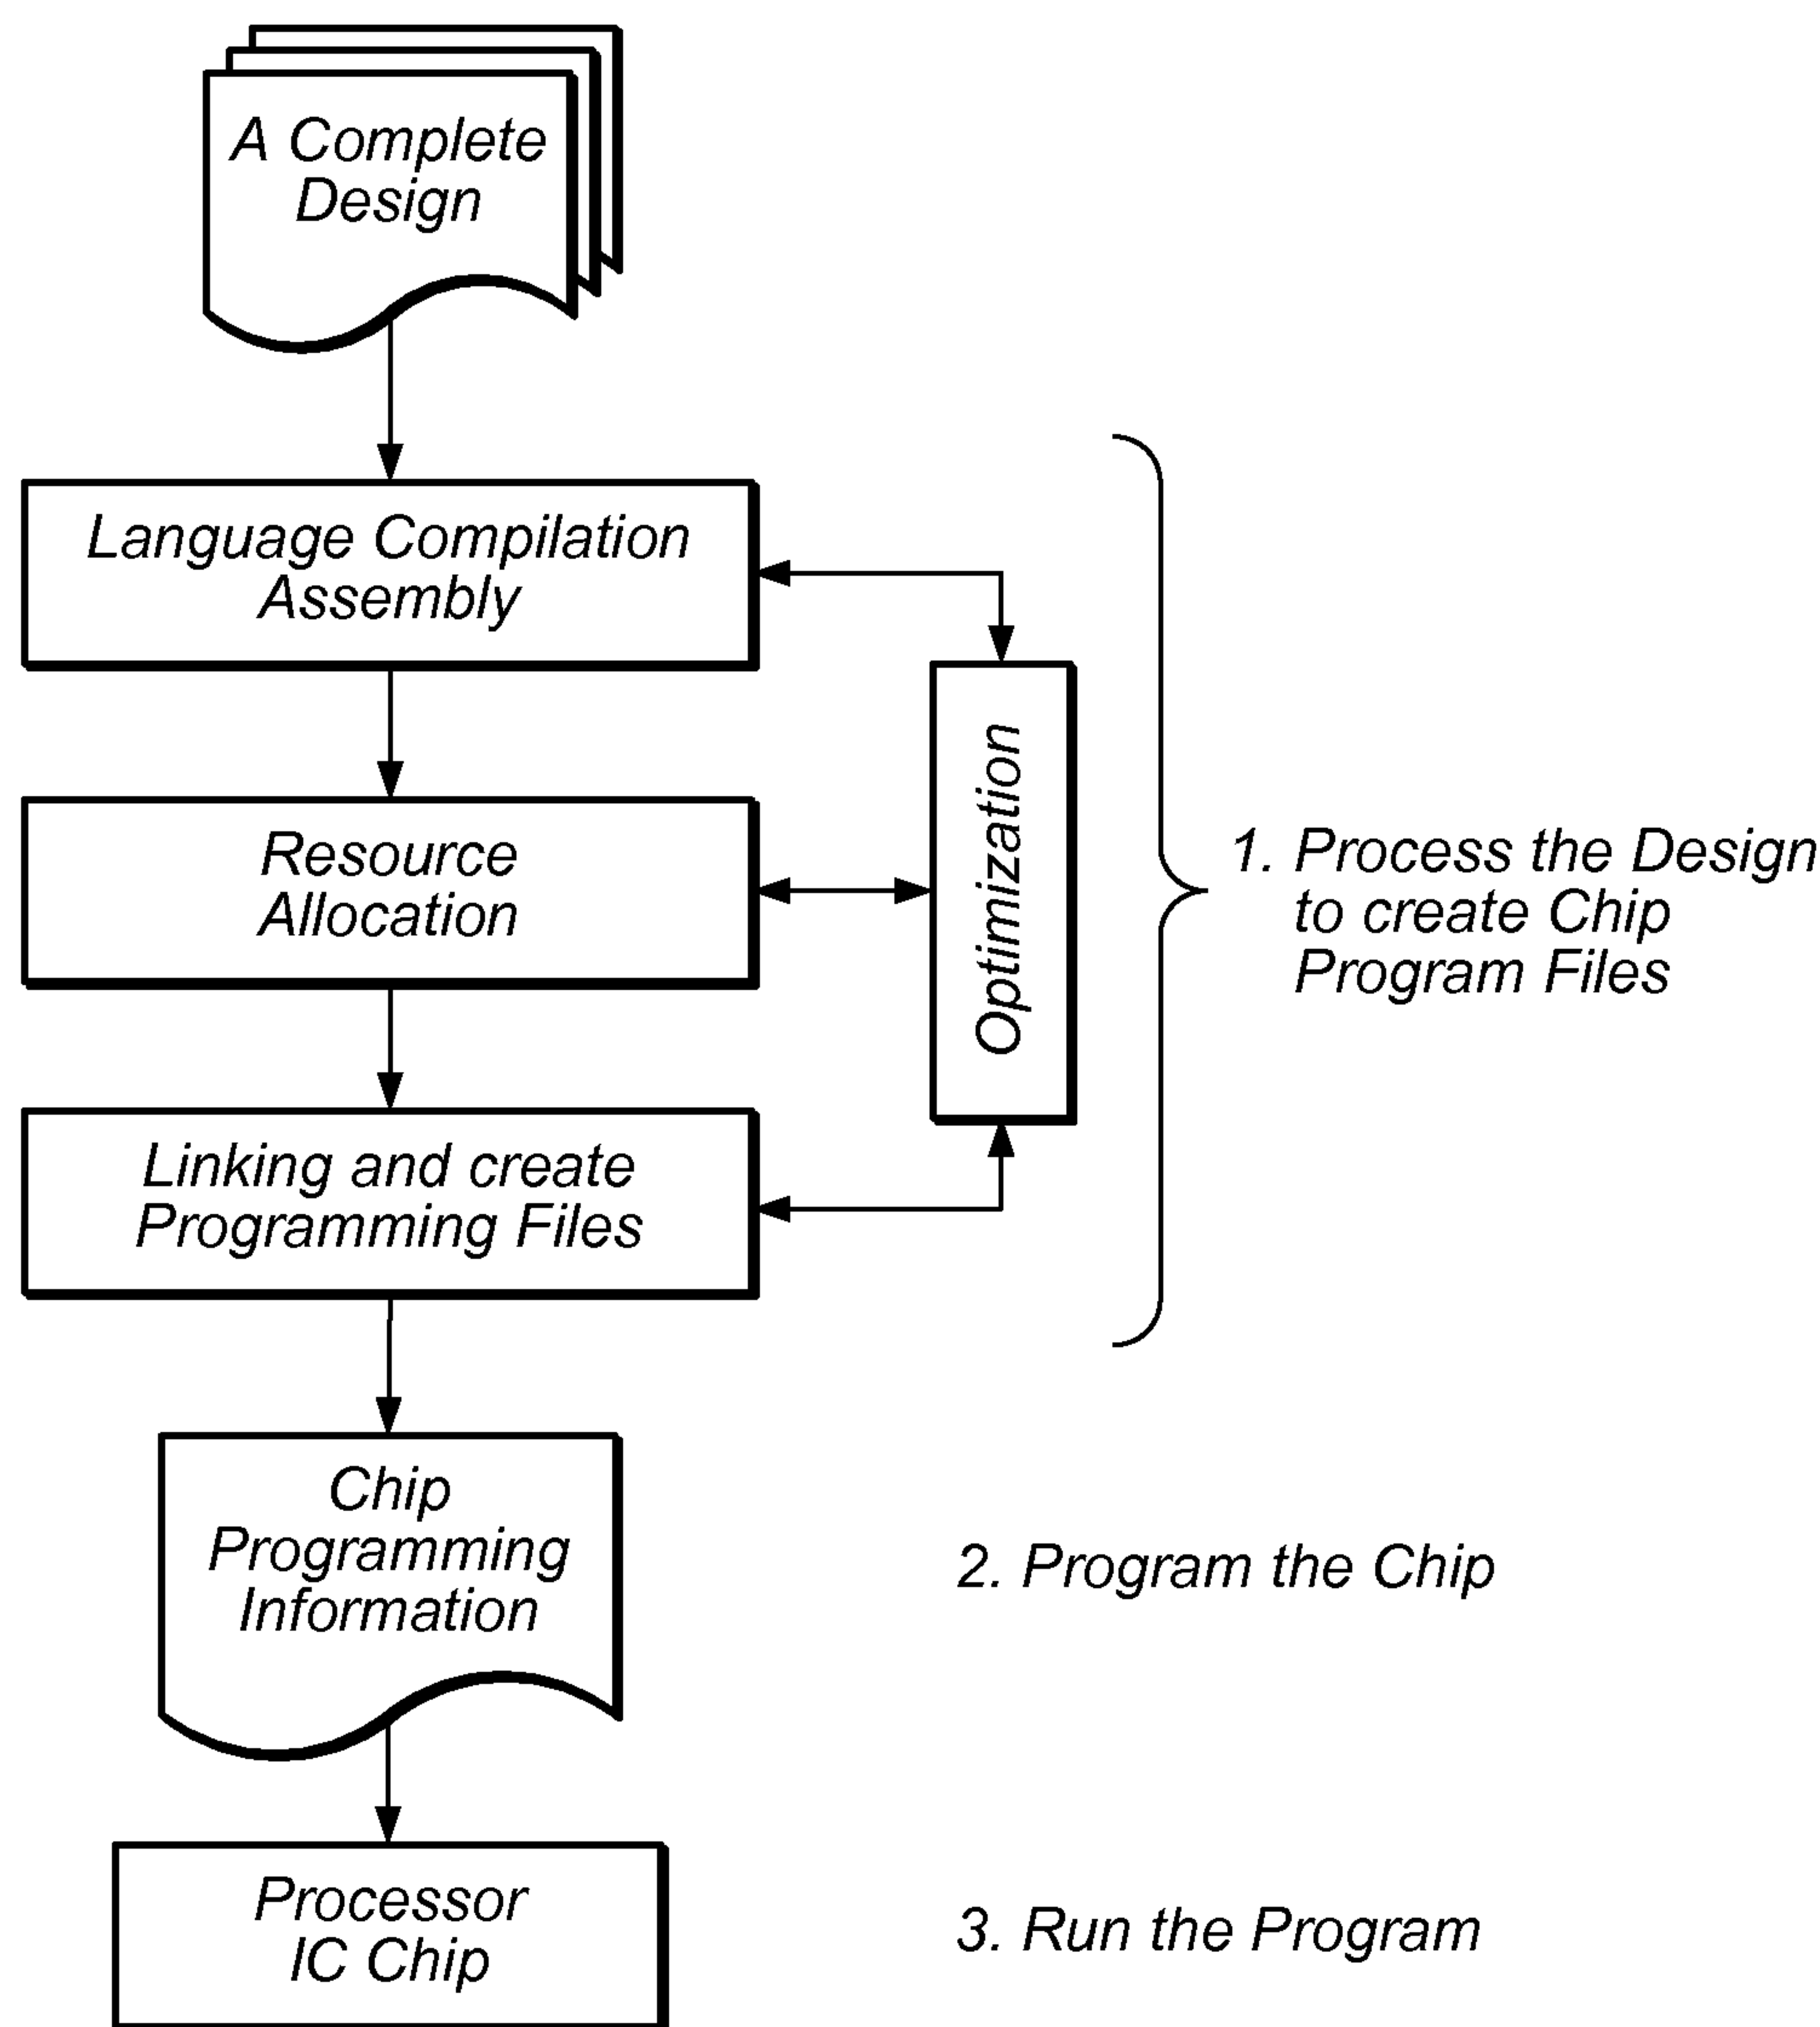 A Complete
Design
Language Compilation
Assembly
Optimization
Resource
Allocation
1. Process the Design
to create Chip
Program Files
Linking and create
Programming Files
Chip
Programming
Information
2. Program the Chip
Processor
IC Chip
3. Run the Program